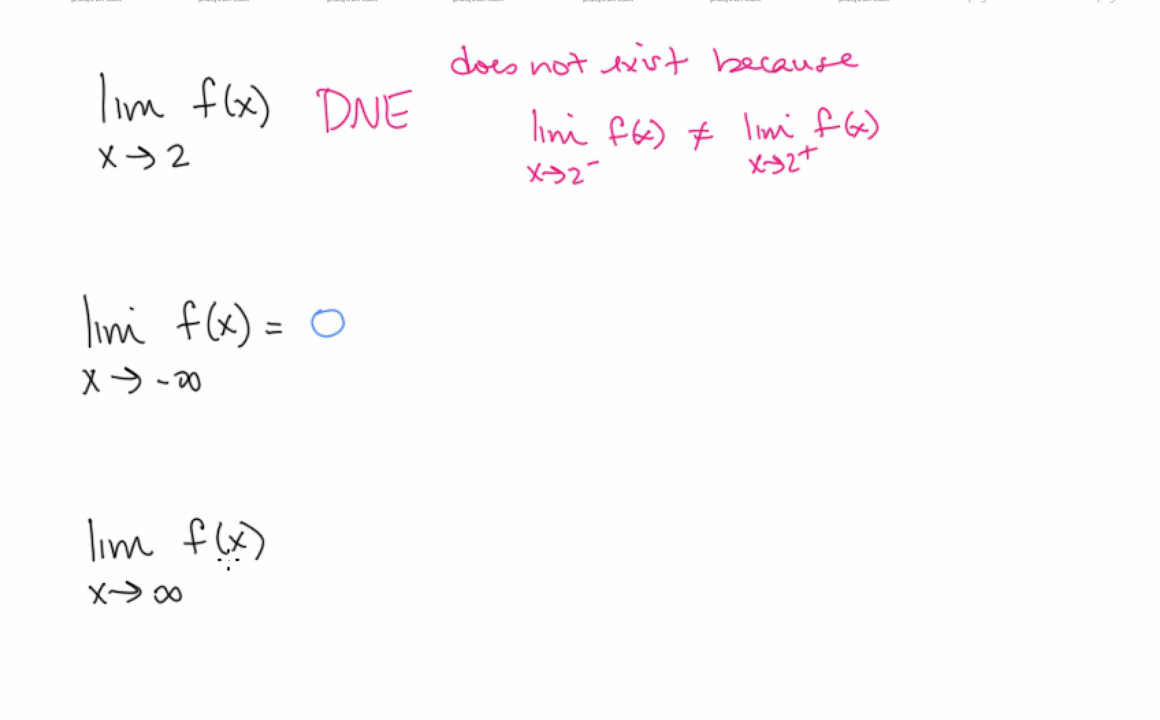 does not exist because
lim f(x) DNE
x → 2
lim f(x) ≠ lim f(x)
x→2⁻ x→2⁺
lim f(x) = 0
x → -∞
lim f(x)
x → ∞